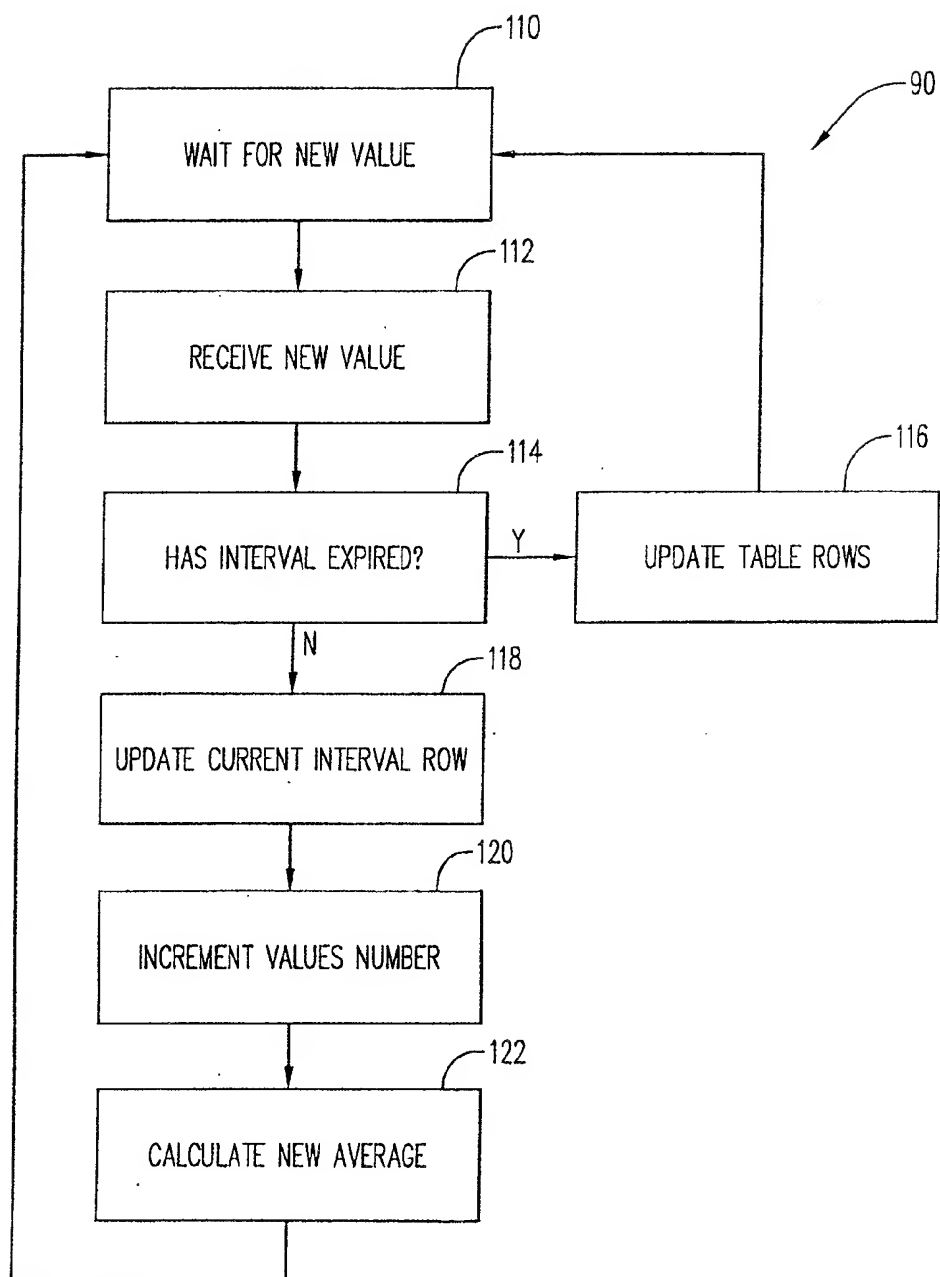 110
90
WAIT FOR NEW VALUE
112
RECEIVE NEW VALUE
114
116
HAS INTERVAL EXPIRED?
Y
UPDATE TABLE ROWS
N
118
UPDATE CURRENT INTERVAL ROW
120
INCREMENT VALUES NUMBER
122
CALCULATE NEW AVERAGE